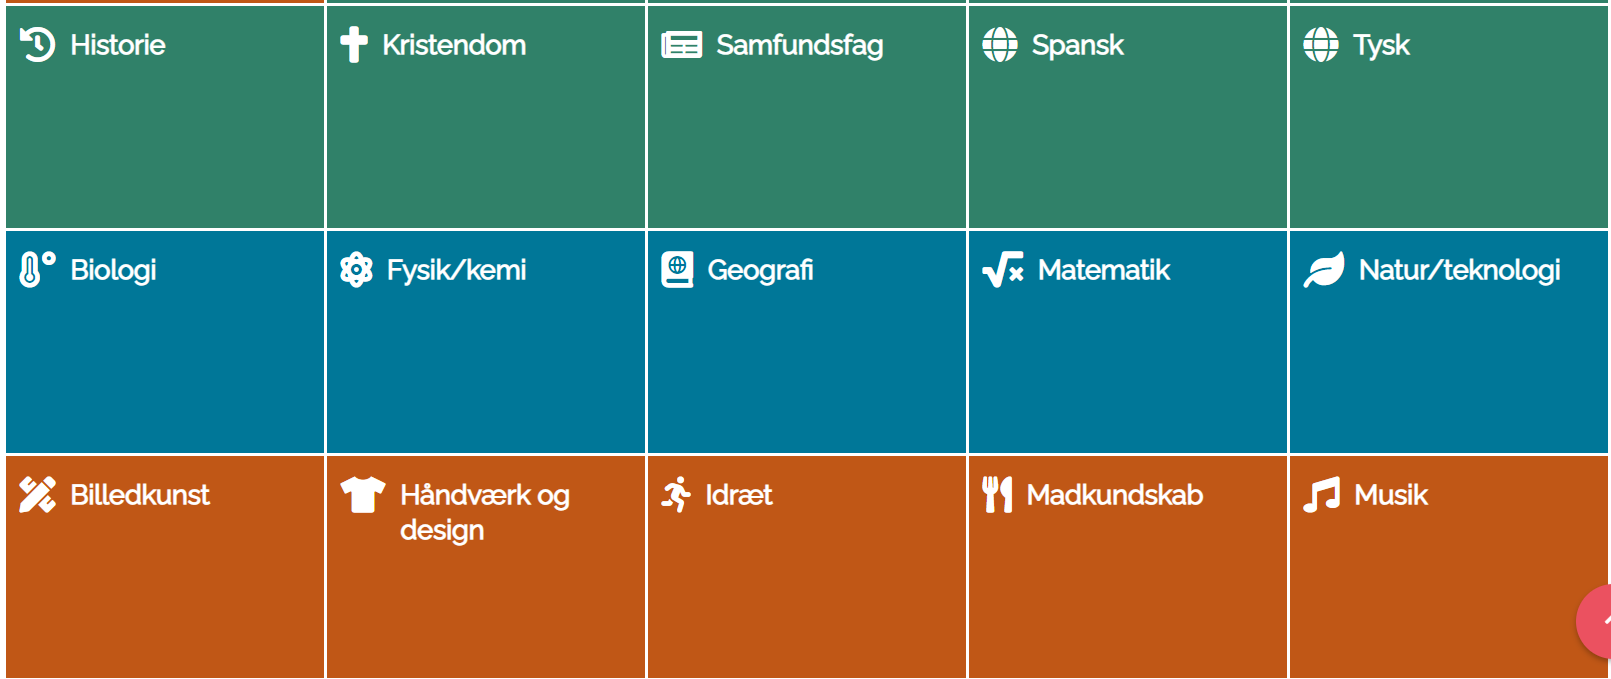 Historie
Kristendom
Samfundsfag
Spansk
Tysk
Biologi
Fysik/kemi
Geografi
Matematik
Natur/teknologi
Billedkunst
Håndværk og
design
Idræt
Madkundskab
Musik